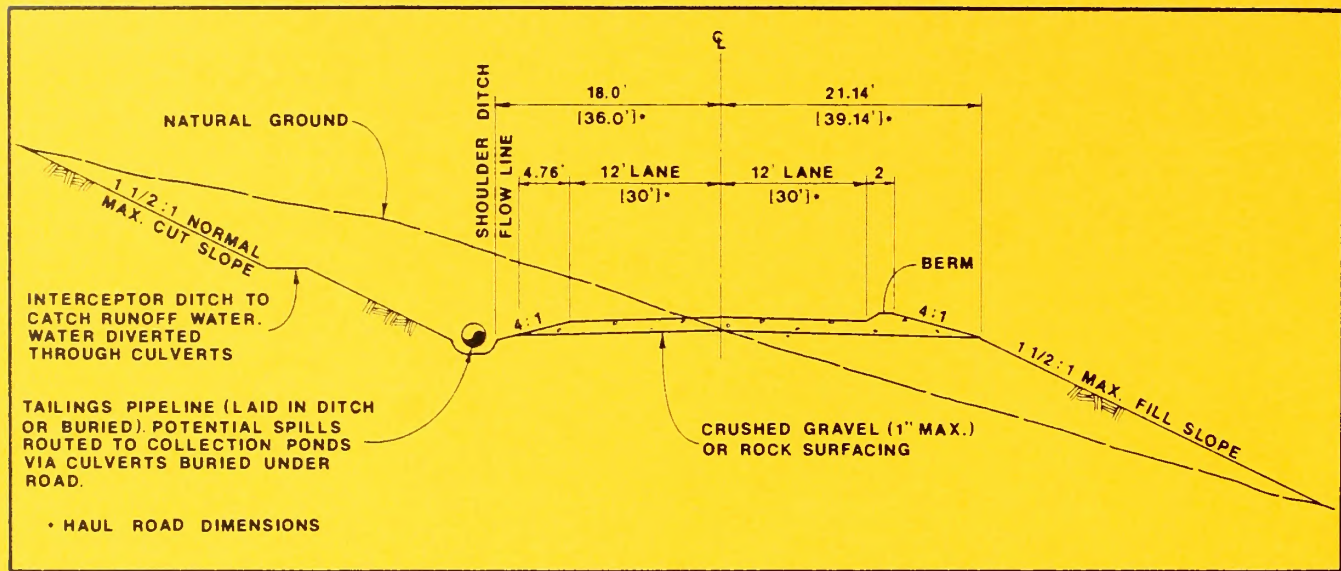 ℄
18.0'
21.14'
[36.0']•
[39.14']•
SHOULDER DITCH
FLOW LINE
NATURAL GROUND
4.76'
12' LANE
12' LANE
2
[30']•
[30']•
1 1/2:1 NORMAL
MAX. CUT SLOPE
BERM
INTERCEPTOR DITCH TO
CATCH RUNOFF WATER.
WATER DIVERTED
THROUGH CULVERTS
4:1
4:1
1 1/2:1 MAX. FILL SLOPE
TAILINGS PIPELINE (LAID IN DITCH
OR BURIED). POTENTIAL SPILLS
ROUTED TO COLLECTION PONDS
VIA CULVERTS BURIED UNDER
ROAD.
CRUSHED GRAVEL (1" MAX.)
OR ROCK SURFACING
• HAUL ROAD DIMENSIONS